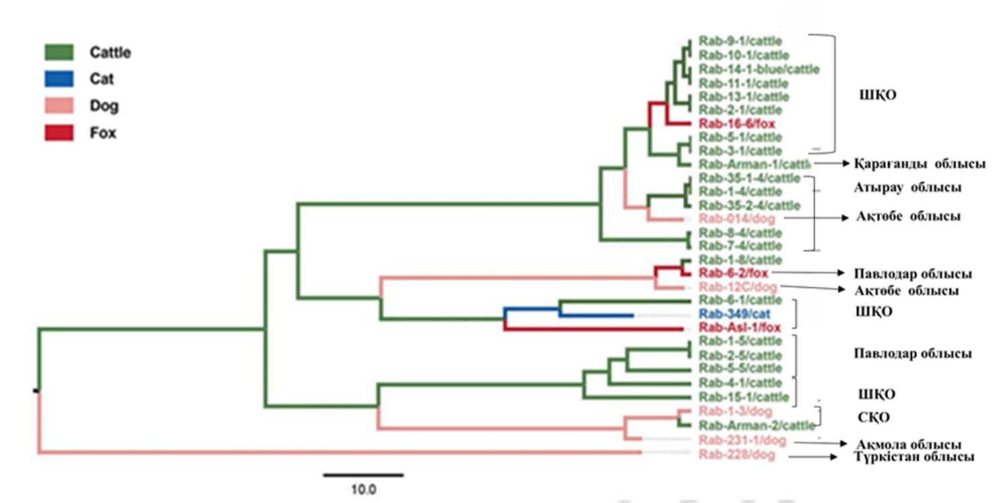 Cattle
Cat
Dog
Fox
Rab-9-1/cattle
Rab-10-1/cattle
Rab-14-1-blue/cattle
Rab-11-1/cattle
Rab-13-1/cattle
Rab-2-1/cattle
Rab-16-6/fox
Rab-5-1/cattle
Rab-3-1/cattle
Rab-Arman-1/cattl
Rab-35-1-4/cattle
Rab-1-4/cattle
Rab-35-2-4/cattle
Rab-014/dog
Rab-8-4/cattle
Rab-7-4/cattle
Rab-1-8/cattle
Rab-6-2/fox
Rab-12C/dog
Rab-6-1/cattle
Rab-349/cat
Rab-Asl-1/fox
Rab-1-5/cattle
Rab-2-5/cattle
Rab-5-5/cattle
Rab-4-1/cattle
Rab-15-1/cattle
Rab-1-3/dog
Rab-Arman-2/cattle
Rab-231-1/dog
Rab-228/dog
ШҚО
Қарағанды облысы
Атырау облысы
Ақтөбе облысы
Павлодар облысы
Ақтөбе облысы
ШҚО
Павлодар облысы
ШҚО
СҚО
Ақмола облысы
Түркістан облысы
10.0